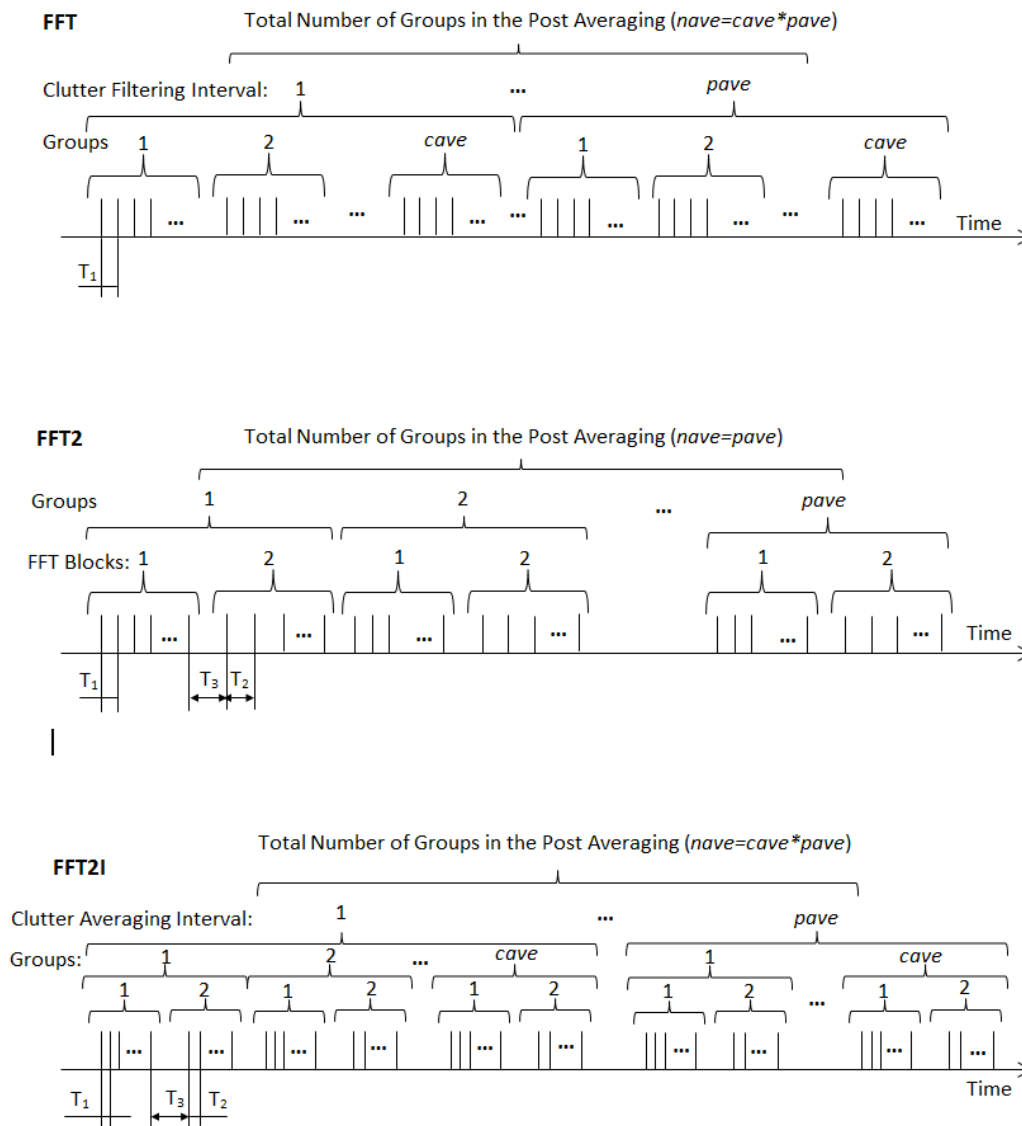 FFT Total Number of Groups in the Post Averaging (nave=cave*pave)
Clutter Filtering Interval: 1 ... pave
Groups 1 2 cave 1 2 cave
... ... ... ... ... ... ... ... ... Time
T1
FFT2 Total Number of Groups in the Post Averaging (nave=pave)
Groups 1 2 ... pave
FFT Blocks: 1 2 1 2 1 2
... ... ... ... ... ... Time
T1 T3 T2
Total Number of Groups in the Post Averaging (nave=cave*pave)
FFT2I
Clutter Averaging Interval: 1 ... pave
Groups: 1 2 ... cave 1 cave
1 2 1 2 1 2 1 2 ... 1 2
... ... ... ... ... ... ... ... ... ...
Time
T1 T3 T2